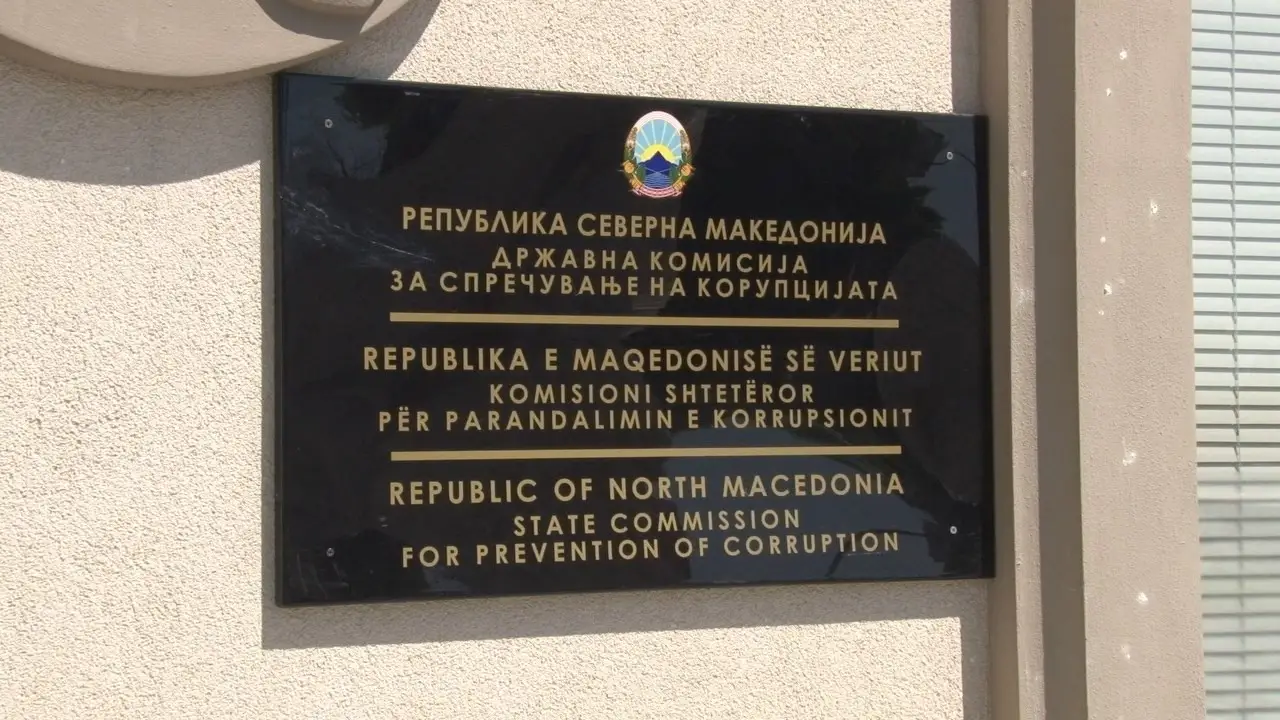 РЕПУБЛИКА СЕВЕРНА МАКЕДОНИЈА
ДРЖАВНА КОМИСИЈА
ЗА СПРЕЧУВАЊЕ НА КОРУПЦИЈАТА
REPUBLIKA E MAQEDONISË SË VERIUT
KOMISIONI SHTETËROR
PËR PARANDALIMIN E KORRUPSIONIT
REPUBLIC OF NORTH MACEDONIA
STATE COMMISSION
FOR PREVENTION OF CORRUPTION